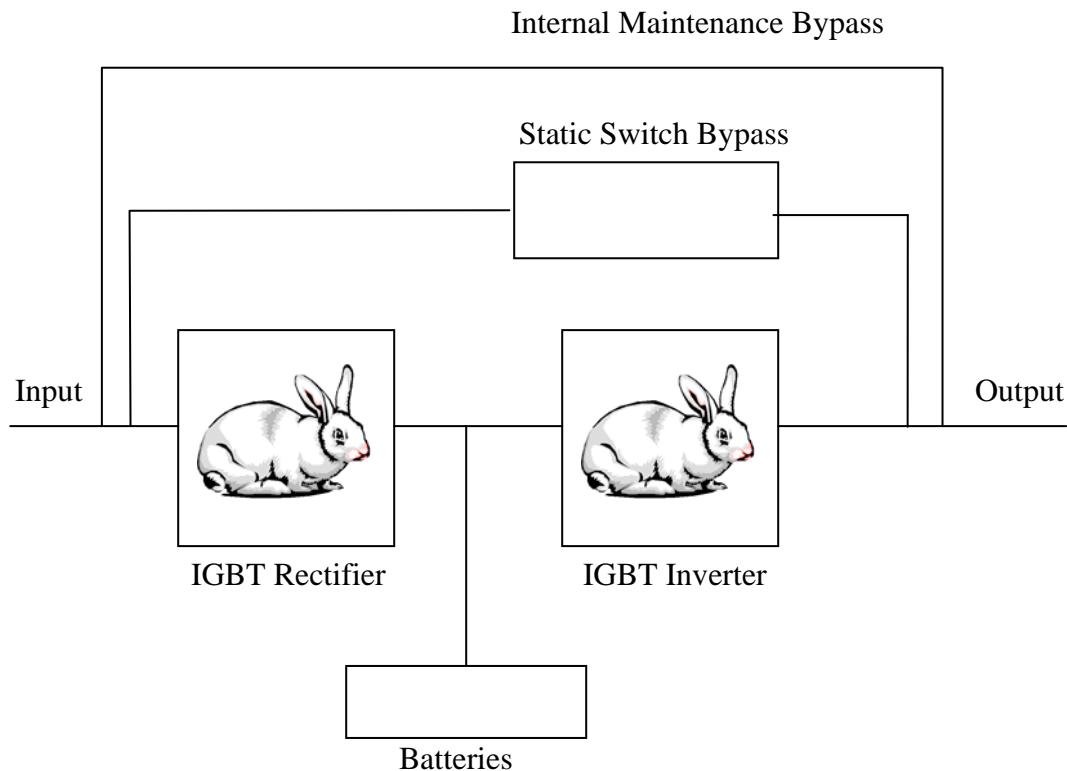 Internal Maintenance Bypass
Static Switch Bypass
Input
Output
IGBT Rectifier
IGBT Inverter
Batteries